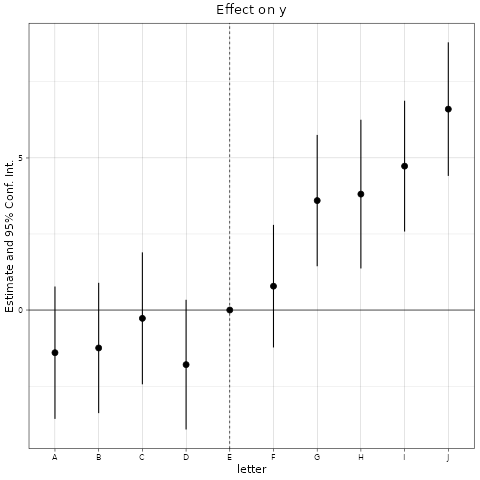 Effect on y
Estimate and 95% Conf. Int.
5
0
A B C D E F G H I J
letter